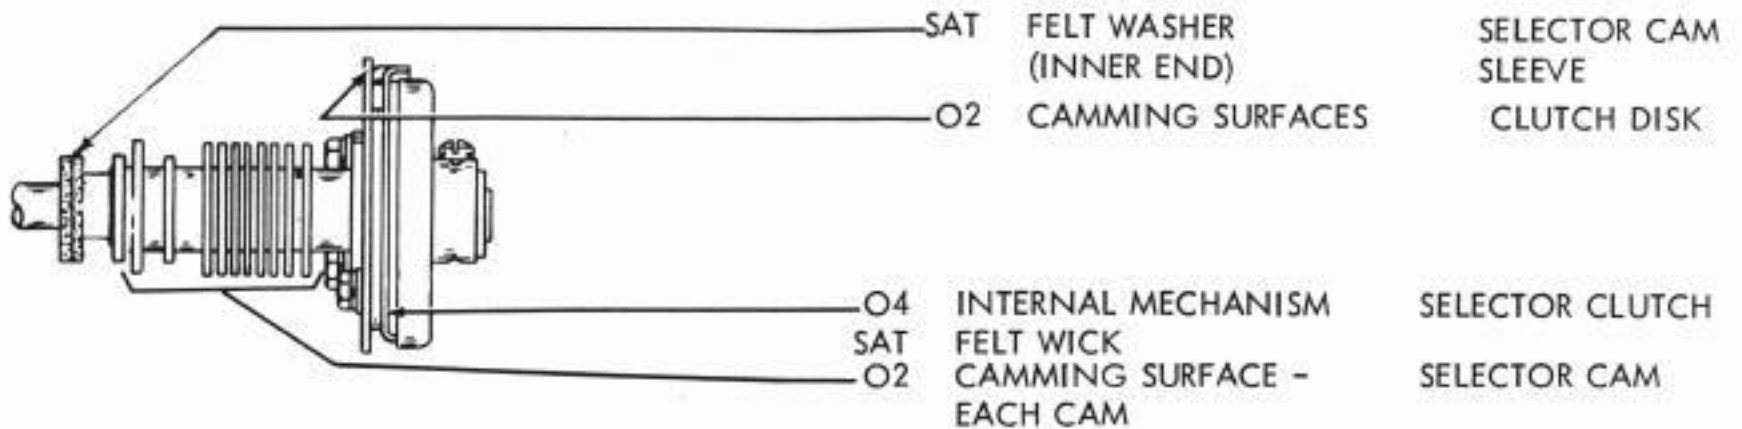 SAT FELT WASHER SELECTOR CAM
(INNER END) SLEEVE
O2 CAMMING SURFACES CLUTCH DISK
O4 INTERNAL MECHANISM SELECTOR CLUTCH
SAT FELT WICK
O2 CAMMING SURFACE - SELECTOR CAM
EACH CAM